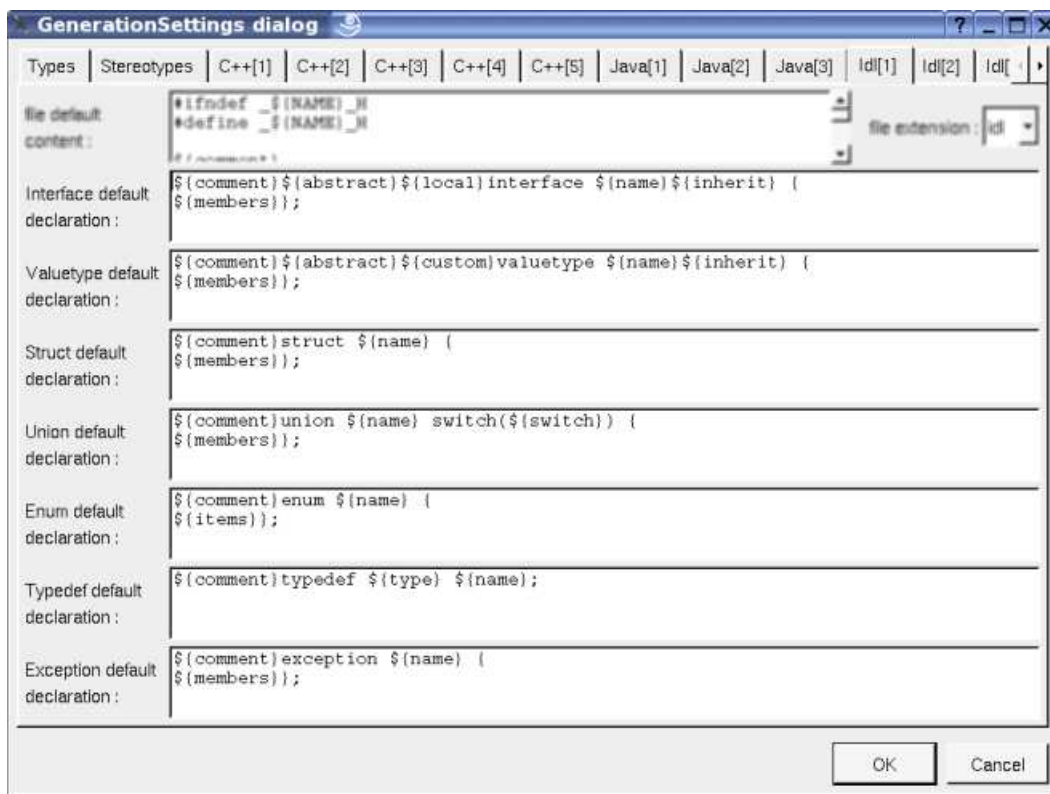 GenerationSettings dialog
Types Stereotypes C++[1] C++[2] C++[3] C++[4] C++[5] Java[1] Java[2] Java[3] Idl[1] Idl[2] Idl[
file default
content :
#ifndef _${NAME}_H
#define _${NAME}_H
${comment}
file extension : idl
Interface default
declaration :
${comment}${abstract}${local}interface ${name}${inherit} {
${members}};
Valuetype default
declaration :
${comment}${abstract}${custom}valuetype ${name}${inherit} {
${members}};
Struct default
declaration :
${comment}struct ${name} {
${members}};
Union default
declaration :
${comment}union ${name} switch(${switch}) {
${members}};
Enum default
declaration :
${comment}enum ${name} {
${items}};
Typedef default
declaration :
${comment}typedef ${type} ${name};
Exception default
declaration :
${comment}exception ${name} {
${members}};
OK Cancel